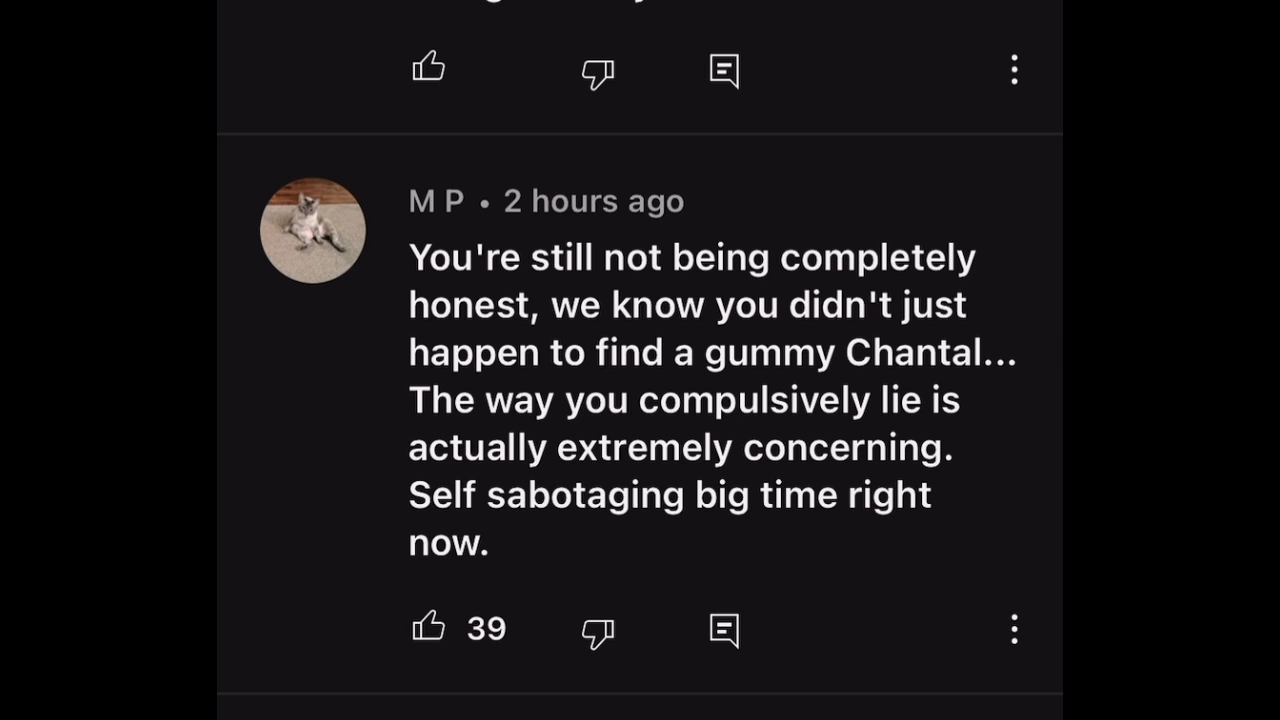 M P • 2 hours ago
You're still not being completely
honest, we know you didn't just
happen to find a gummy Chantal...
The way you compulsively lie is
actually extremely concerning.
Self sabotaging big time right
now.
39